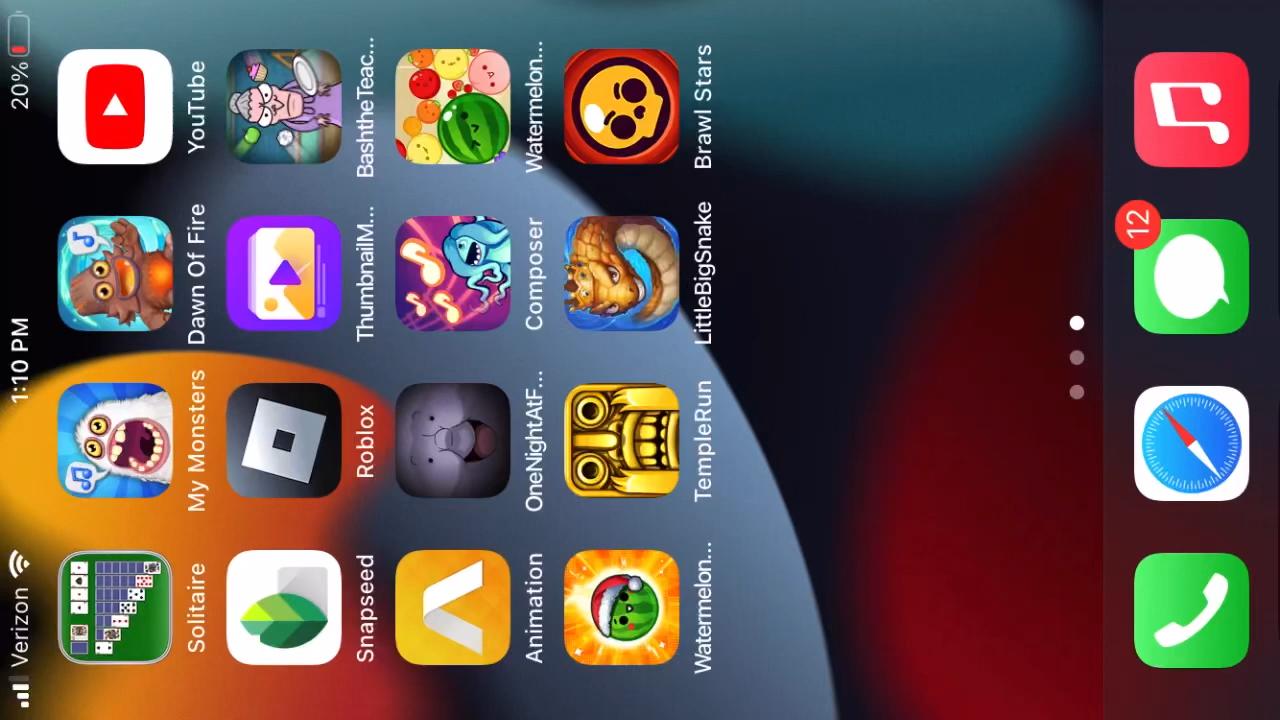 Verizon
1:10 PM
20%
Solitaire
My Monsters
Dawn Of Fire
YouTube
Snapseed
Roblox
ThumbnailM...
BashtheTeac...
Animation
OneNightAtF...
Composer
Watermelon...
Watermelon...
TempleRun
LittleBigSnake
Brawl Stars
12